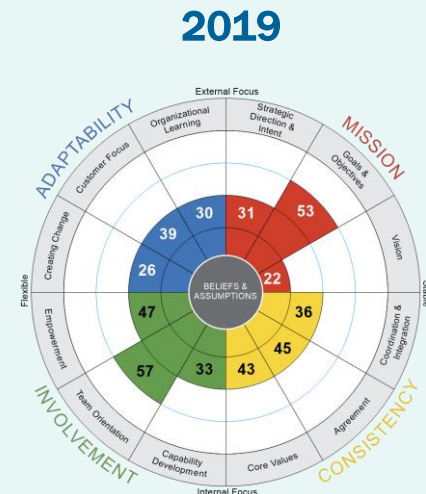 2019
External Focus
ADAPTABILITY
MISSION
Organizational
Learning
Strategic
Direction &
Intent
Customer Focus
Goals &
Objectives
Creating Change
Vision
30
31
39
53
26
22
BELIEFS &
ASSUMPTIONS
Flexible
47
36
57
45
33
43
Empowerment
Coordination &
Integration
Team Orientation
Agreement
Capability
Development
Core Values
INVOLVEMENT
CONSISTENCY
Internal Focus